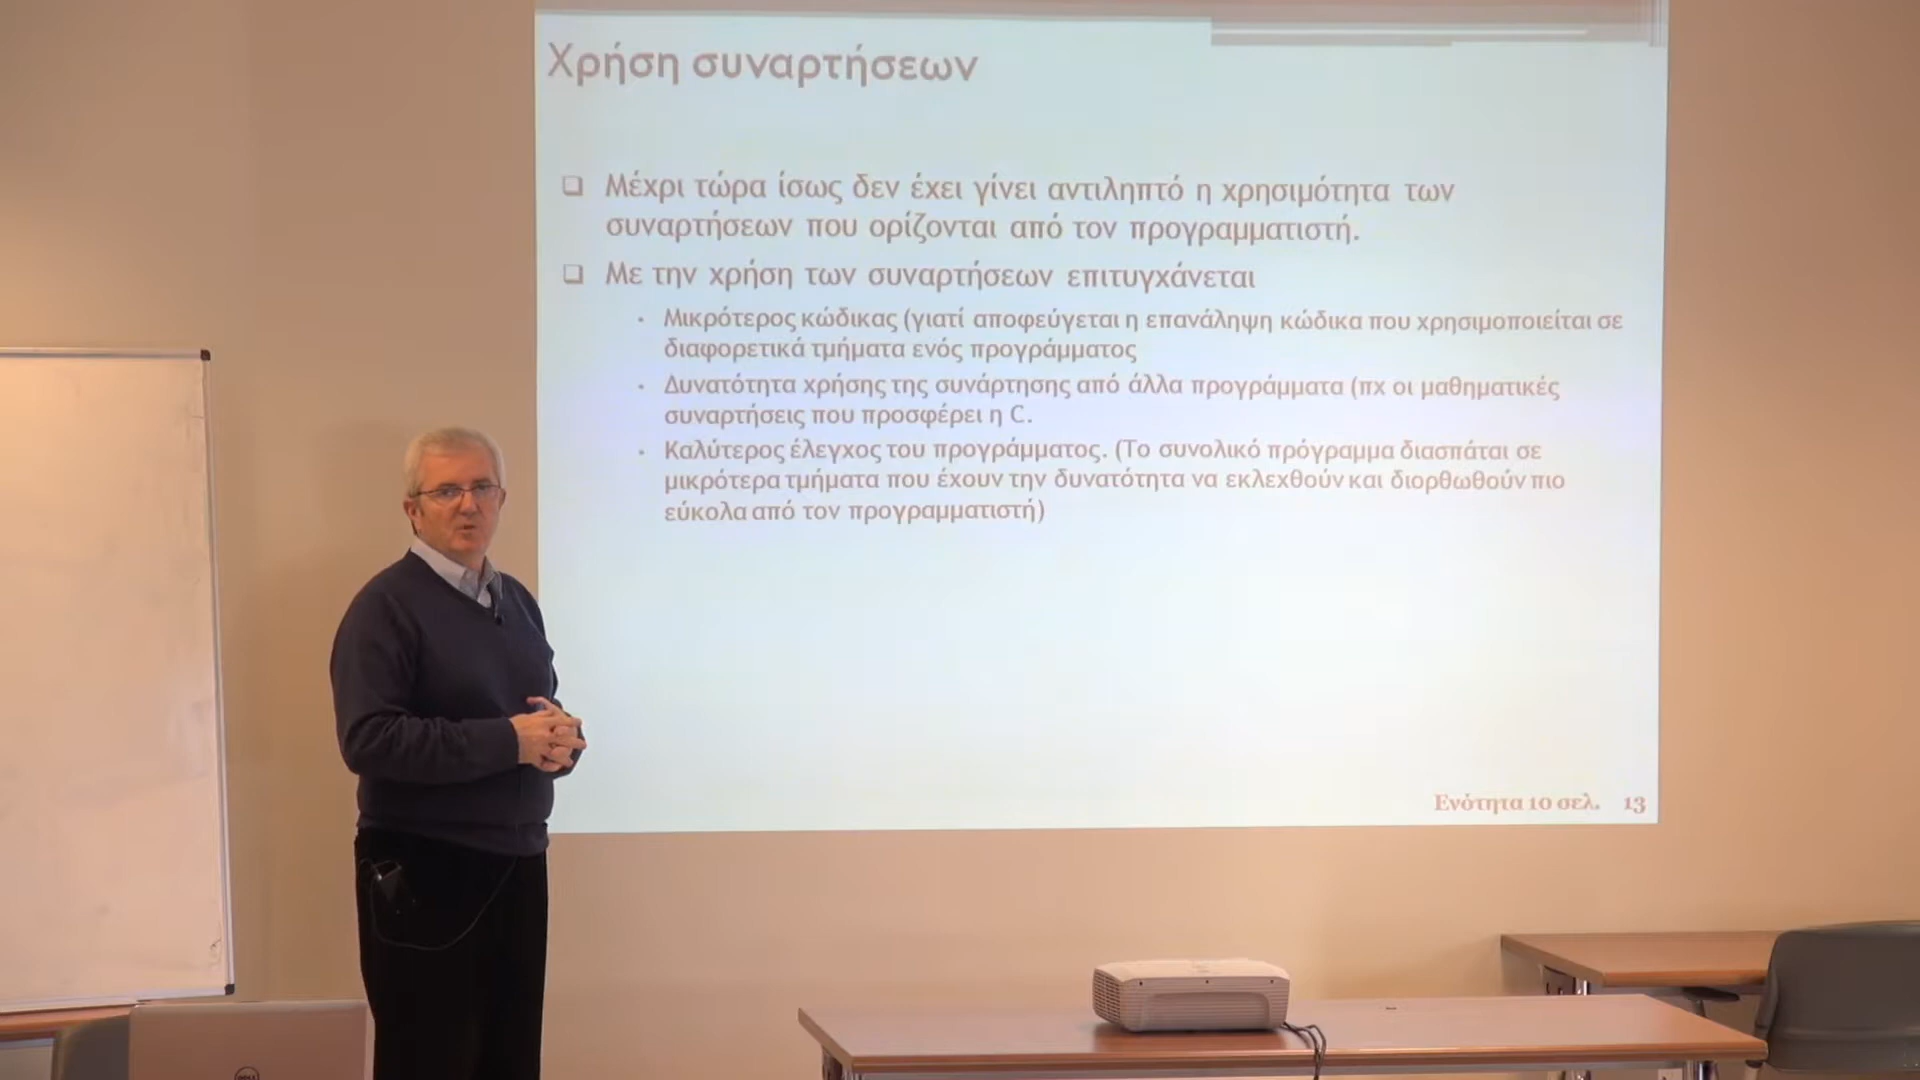 Χρήση συναρτήσεων
❑ Μέχρι τώρα ίσως δεν έχει γίνει αντιληπτό η χρησιμότητα των
συναρτήσεων που ορίζονται από τον προγραμματιστή.
❑ Με την χρήση των συναρτήσεων επιτυγχάνεται
• Μικρότερος κώδικας (γιατί αποφεύγεται η επανάληψη κώδικα που χρησιμοποιείται σε
διαφορετικά τμήματα ενός προγράμματος
• Δυνατότητα χρήσης της συνάρτησης από άλλα προγράμματα (πχ οι μαθηματικές
συναρτήσεις που προσφέρει η C.
• Καλύτερος έλεγχος του προγράμματος. (Το συνολικό πρόγραμμα διασπάται σε
μικρότερα τμήματα που έχουν την δυνατότητα να εκλεχθούν και διορθωθούν πιο
εύκολα από τον προγραμματιστή)
Ενότητα 10 σελ. 13
DELL